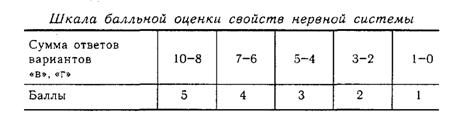 Шкала балльной оценки свойств нервной системы
Сумма ответов
вариантов
«в», «г»
10–8 7–6 5–4 3–2 1–0
Баллы 5 4 3 2 1